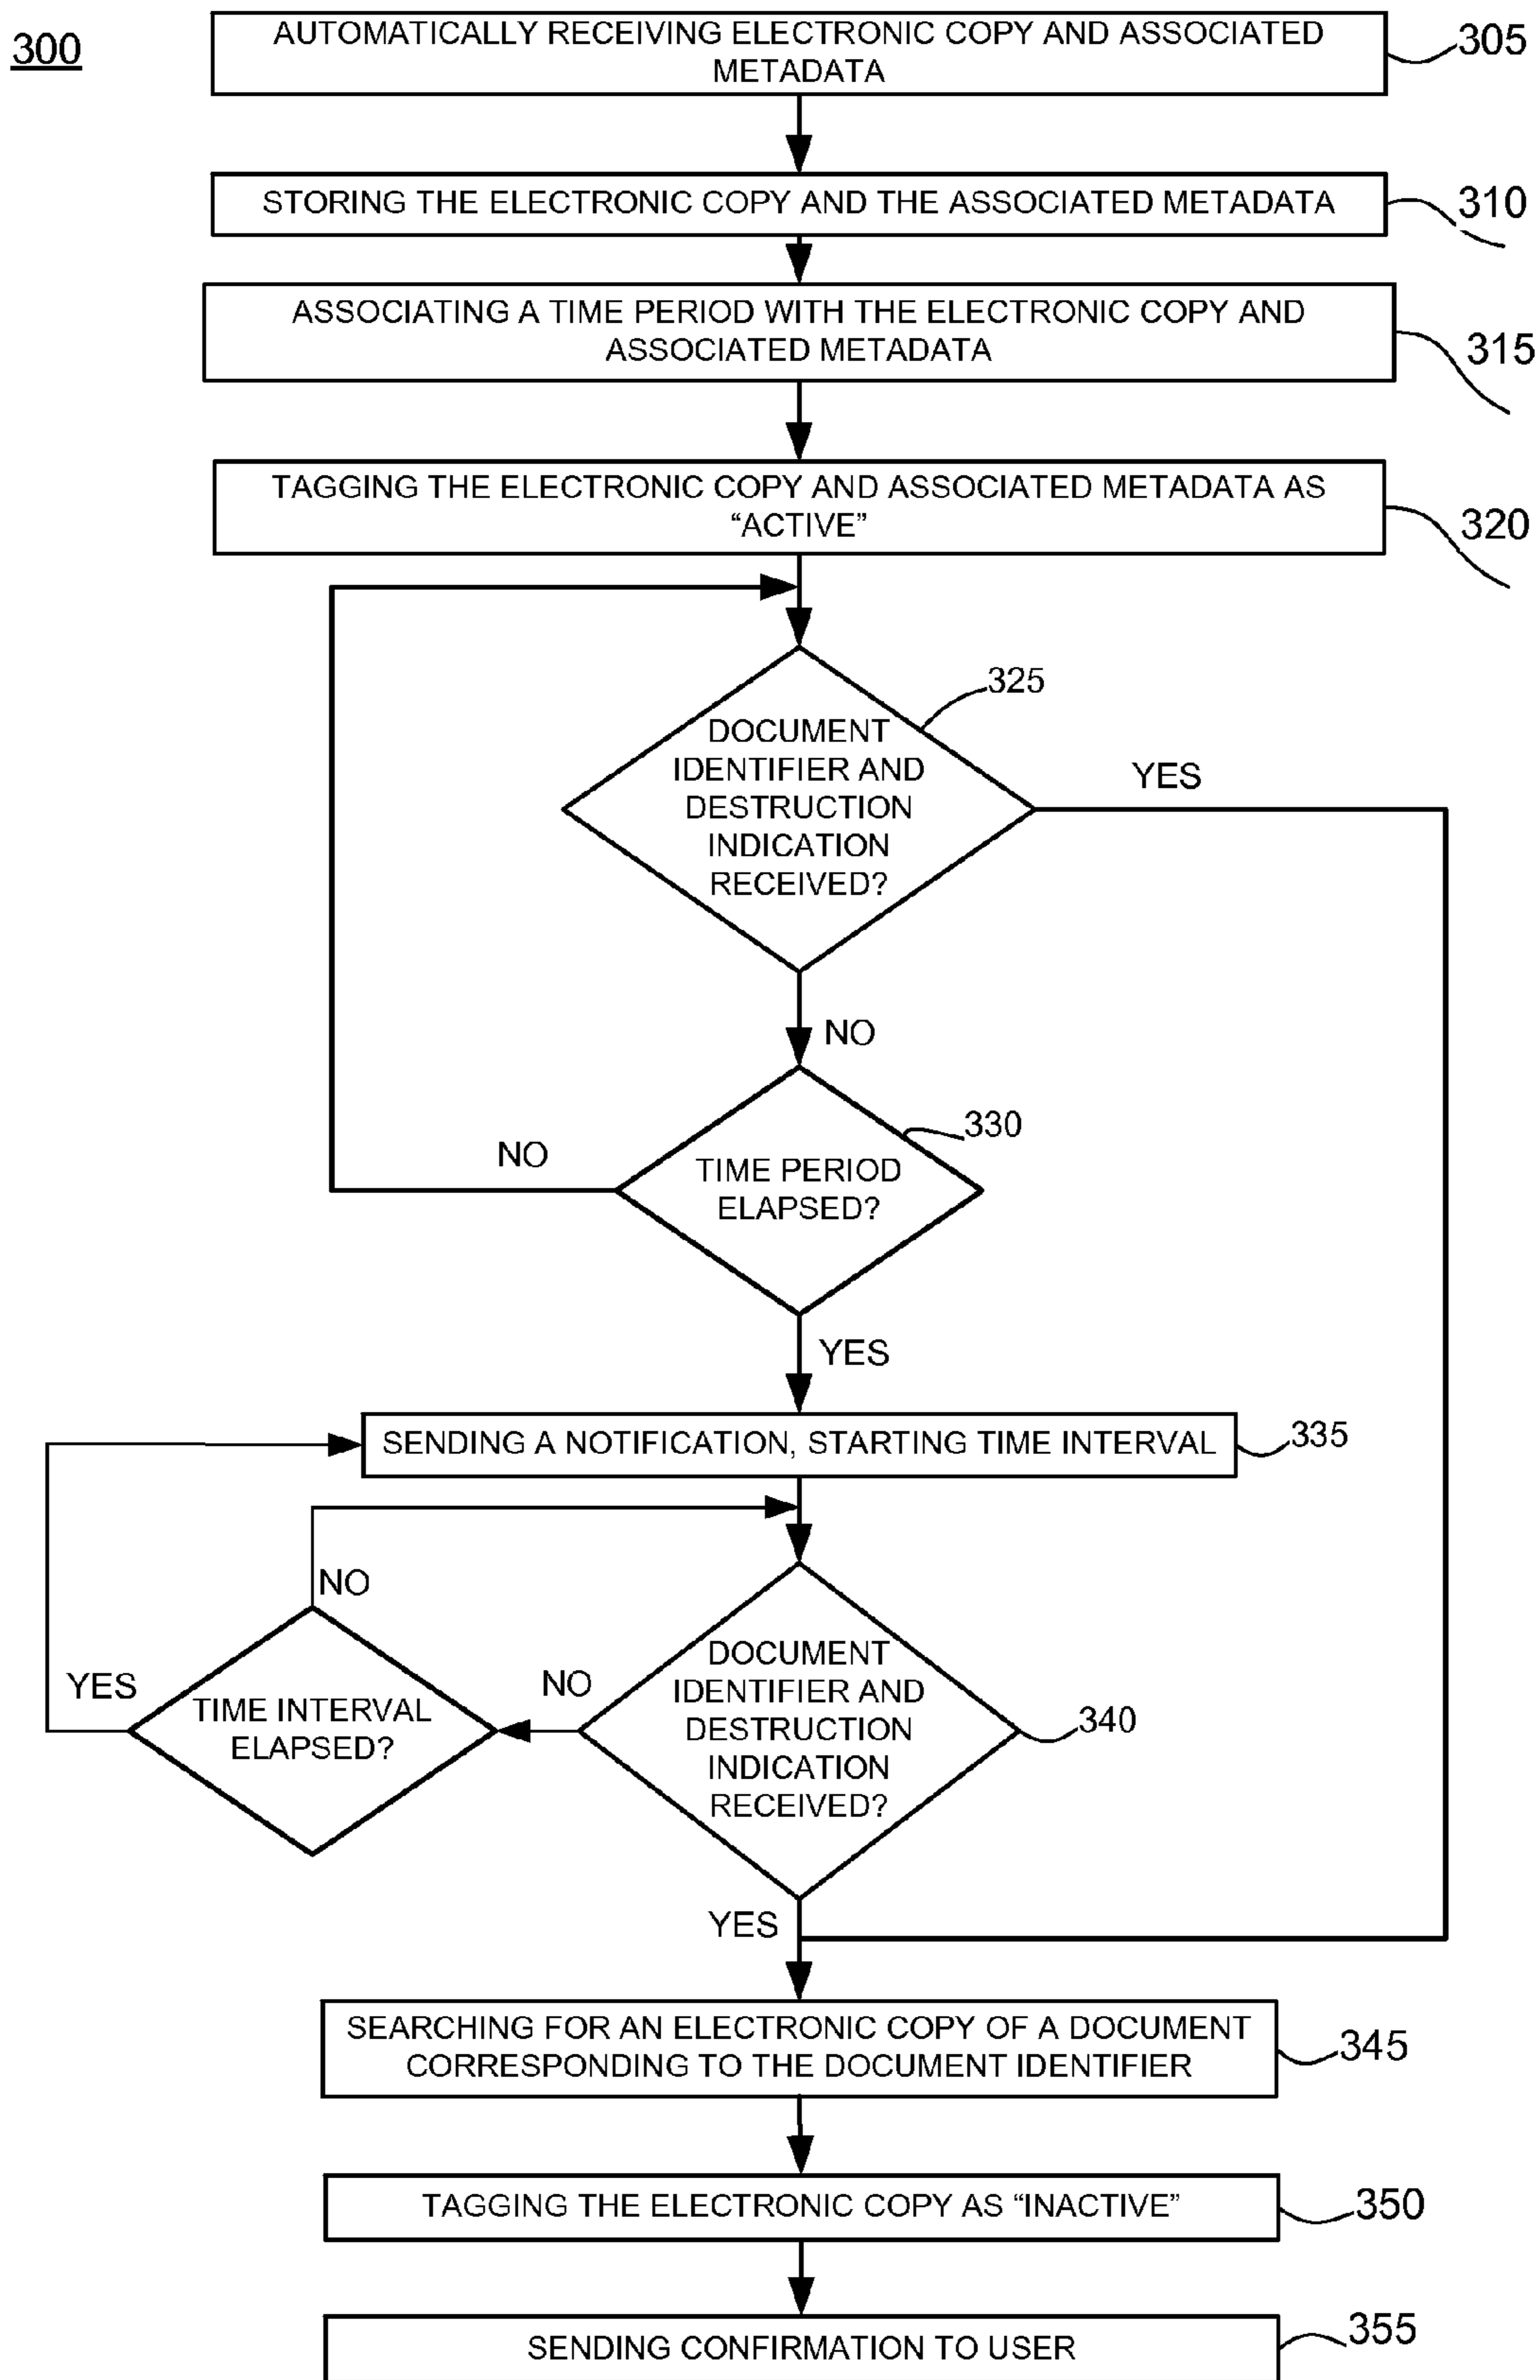 300
AUTOMATICALLY RECEIVING ELECTRONIC COPY AND ASSOCIATED
METADATA
305
STORING THE ELECTRONIC COPY AND THE ASSOCIATED METADATA
310
ASSOCIATING A TIME PERIOD WITH THE ELECTRONIC COPY AND
ASSOCIATED METADATA
315
TAGGING THE ELECTRONIC COPY AND ASSOCIATED METADATA AS
“ACTIVE”
320
325
DOCUMENT
IDENTIFIER AND
DESTRUCTION
INDICATION
RECEIVED?
YES
NO
330
NO
TIME PERIOD
ELAPSED?
YES
SENDING A NOTIFICATION, STARTING TIME INTERVAL
335
NO
YES
TIME INTERVAL
ELAPSED?
NO
DOCUMENT
IDENTIFIER AND
DESTRUCTION
INDICATION
RECEIVED?
340
YES
SEARCHING FOR AN ELECTRONIC COPY OF A DOCUMENT
CORRESPONDING TO THE DOCUMENT IDENTIFIER
345
TAGGING THE ELECTRONIC COPY AS “INACTIVE”
350
SENDING CONFIRMATION TO USER
355